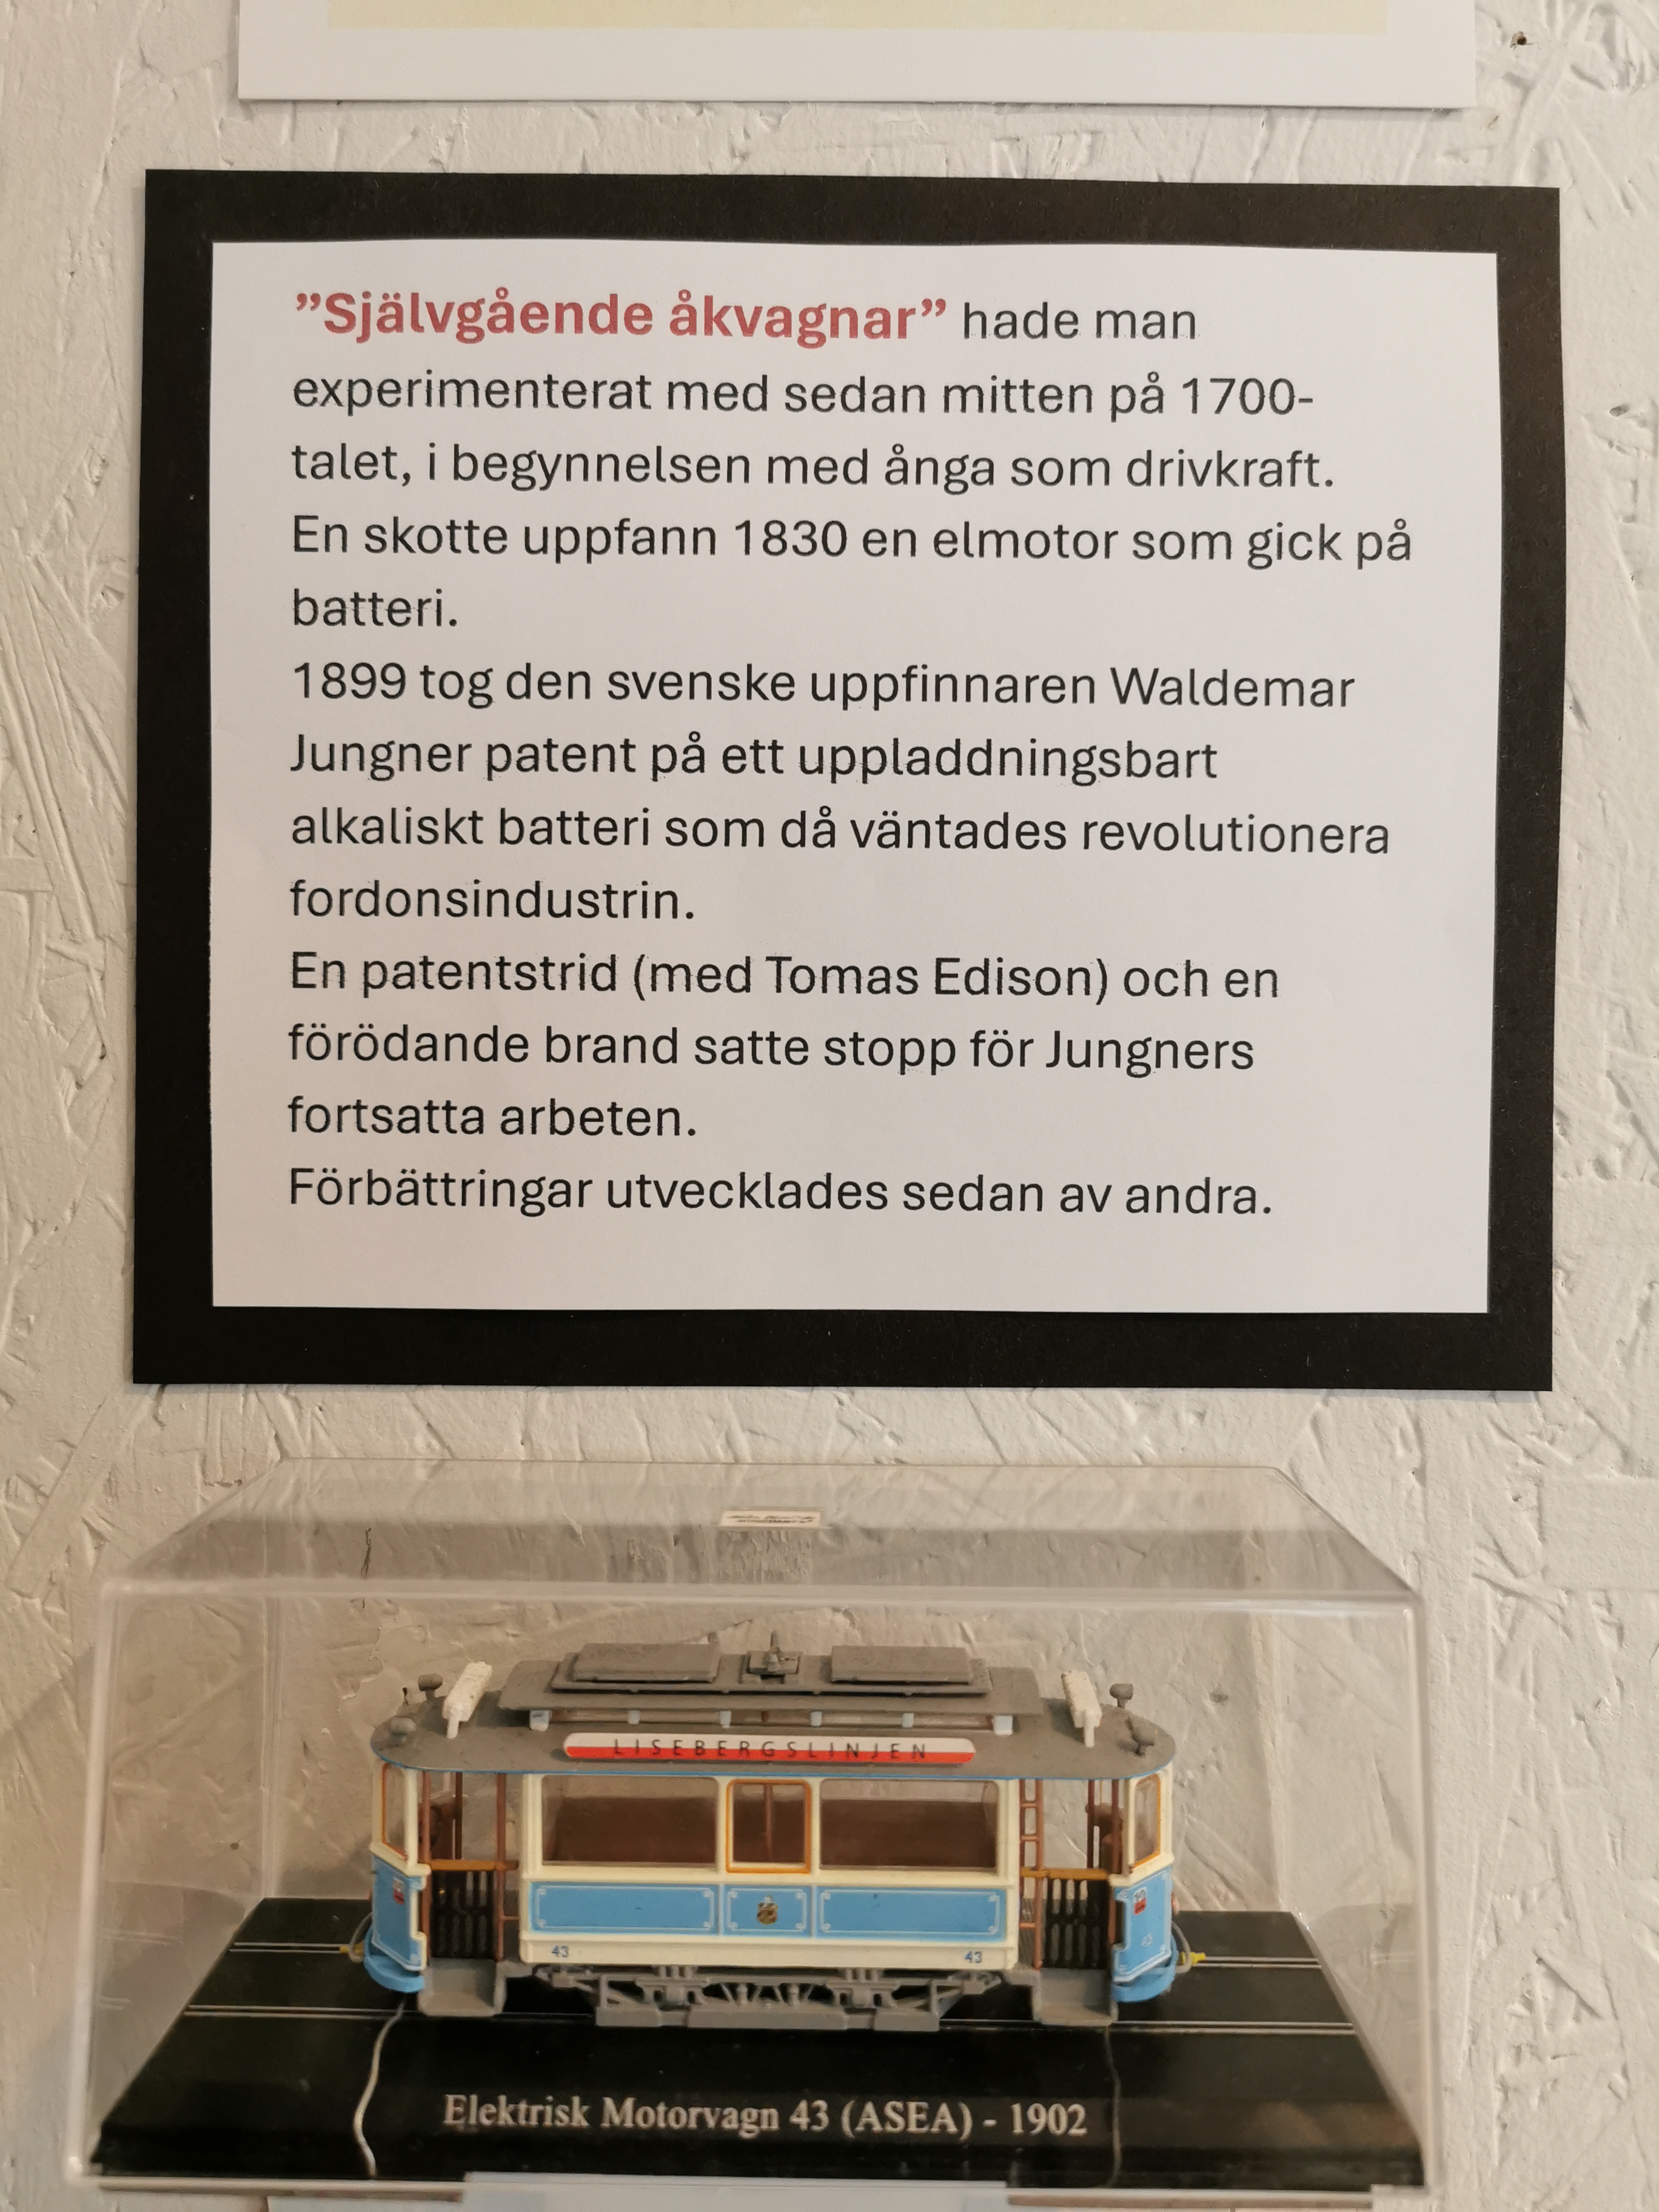 ”Självgående åkvagnar” hade man
experimenterat med sedan mitten på 1700-
talet, i begynnelsen med ånga som drivkraft.
En skotte uppfann 1830 en elmotor som gick på
batteri.
1899 tog den svenske uppfinnaren Waldemar
Jungner patent på ett uppladdningsbart
alkaliskt batteri som då väntades revolutionera
fordonsindustrin.
En patentstrid (med Tomas Edison) och en
förödande brand satte stopp för Jungners
fortsatta arbeten.
Förbättringar utvecklades sedan av andra.
LISEBERGSLINJEN
43 43
43
Elektrisk Motorvagn 43 (ASEA) - 1902